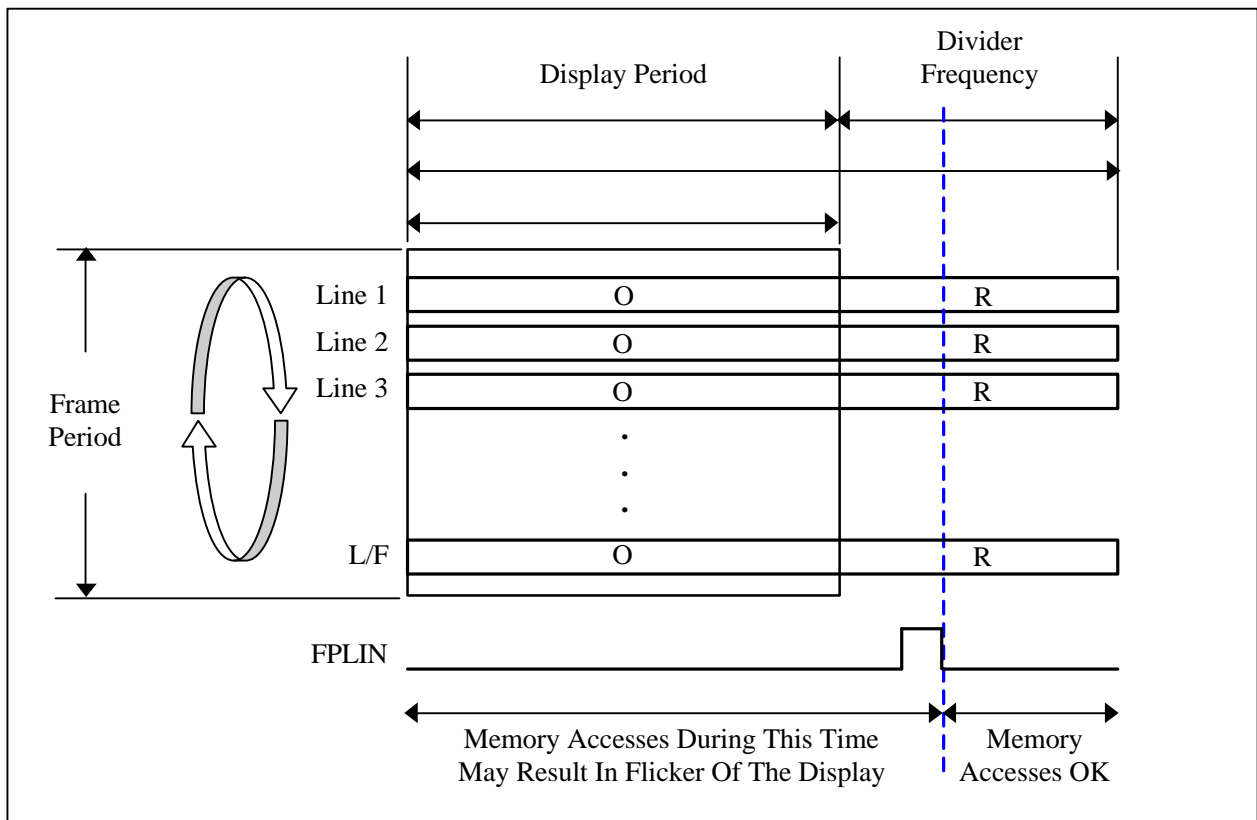 Display Period
Divider
Frequency
Line 1
O
R
Line 2
O
R
Line 3
O
R
Frame
Period
L/F
O
R
FPLIN
Memory Accesses During This Time
May Result In Flicker Of The Display
Memory
Accesses OK